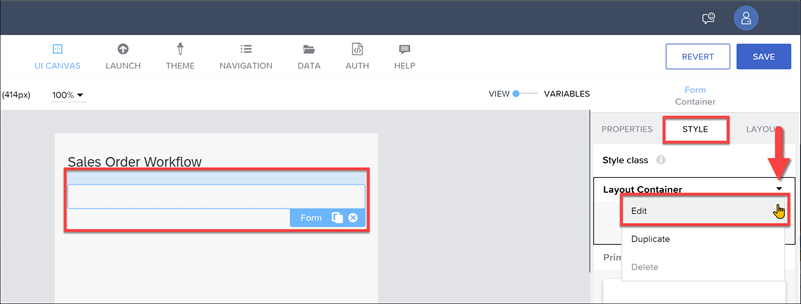 UI CANVAS LAUNCH THEME NAVIGATION DATA AUTH HELP REVERT SAVE
(414px) 100% VIEW VARIABLES
Form
Container
PROPERTIES STYLE LAYOU
Style class
Sales Order Workflow
Layout Container
Edit
Form
Duplicate
Prim
Delete